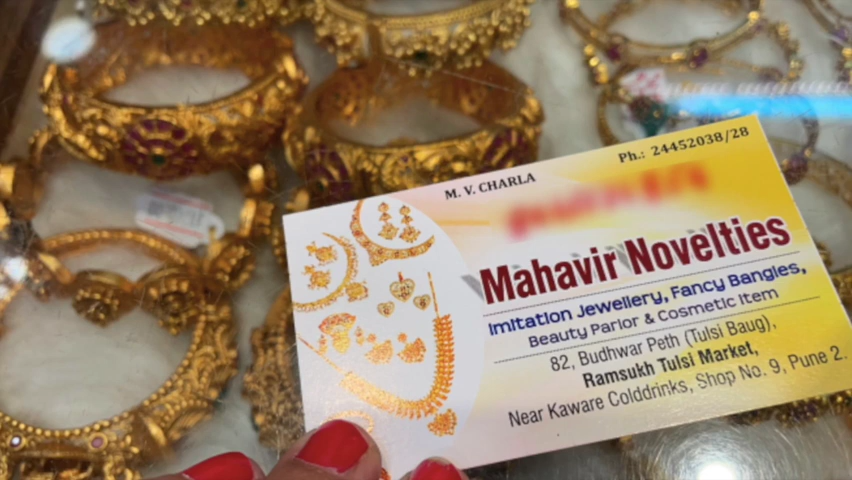 M. V. CHARLA
Ph.: 24452038/28
Mahavir Novelties
Imitation Jewellery, Fancy Bangles,
Beauty Parlor & Cosmetic Item
82, Budhwar Peth (Tulsi Baug),
Ramsukh Tulsi Market,
Near Kaware Colddrinks, Shop No. 9, Pune 2.